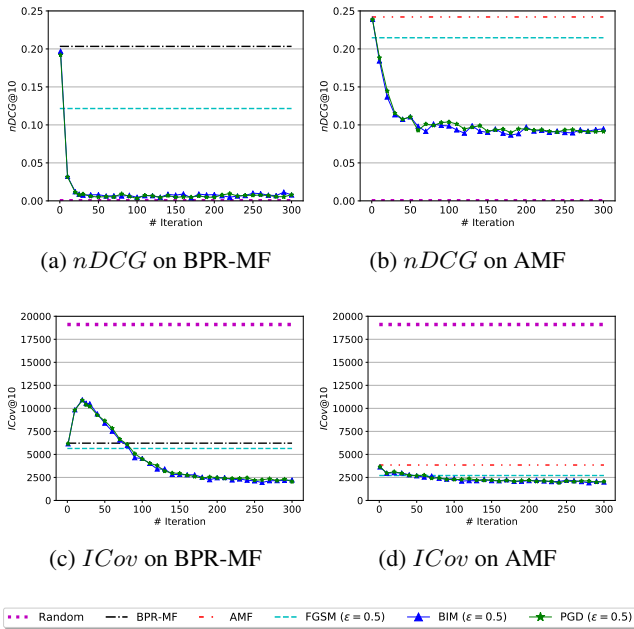 0.25
0.20
0.15
0.10
0.05
0.00
nDCG@10
0 50 100 150 200 250 300
# Iteration
(a) nDCG on BPR-MF
0.25
0.20
0.15
0.10
0.05
0.00
nDCG@10
0 50 100 150 200 250 300
# Iteration
(b) nDCG on AMF
20000
17500
15000
12500
10000
7500
5000
2500
0
ICov@10
0 50 100 150 200 250 300
# Iteration
(c) ICov on BPR-MF
20000
17500
15000
12500
10000
7500
5000
2500
0
ICov@10
0 50 100 150 200 250 300
# Iteration
(d) ICov on AMF
Random BPR-MF AMF FGSM (ε = 0.5) BIM (ε = 0.5) PGD (ε = 0.5)